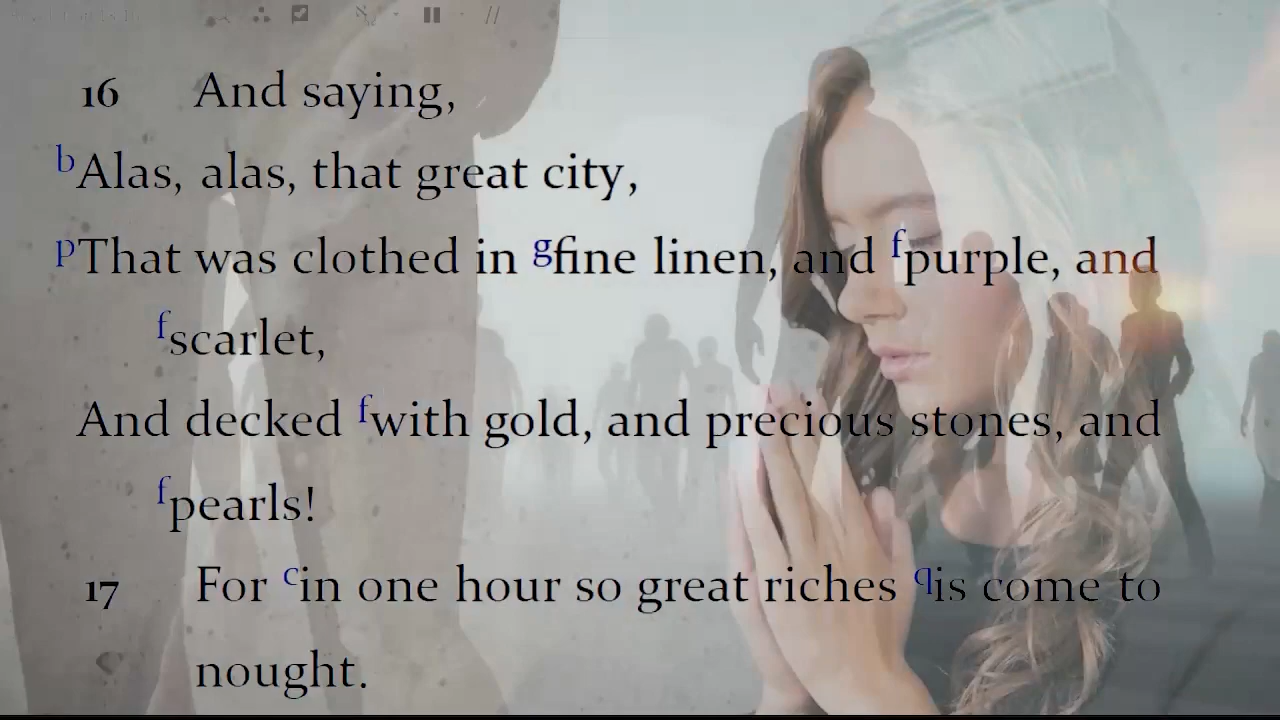 16 And saying,
bAlas, alas, that great city,
pThat was clothed in gfine linen, and fpurple, and
fscarlet,
And decked fwith gold, and precious stones, and
fpearls!
17 For cin one hour so great riches qis come to
nought.